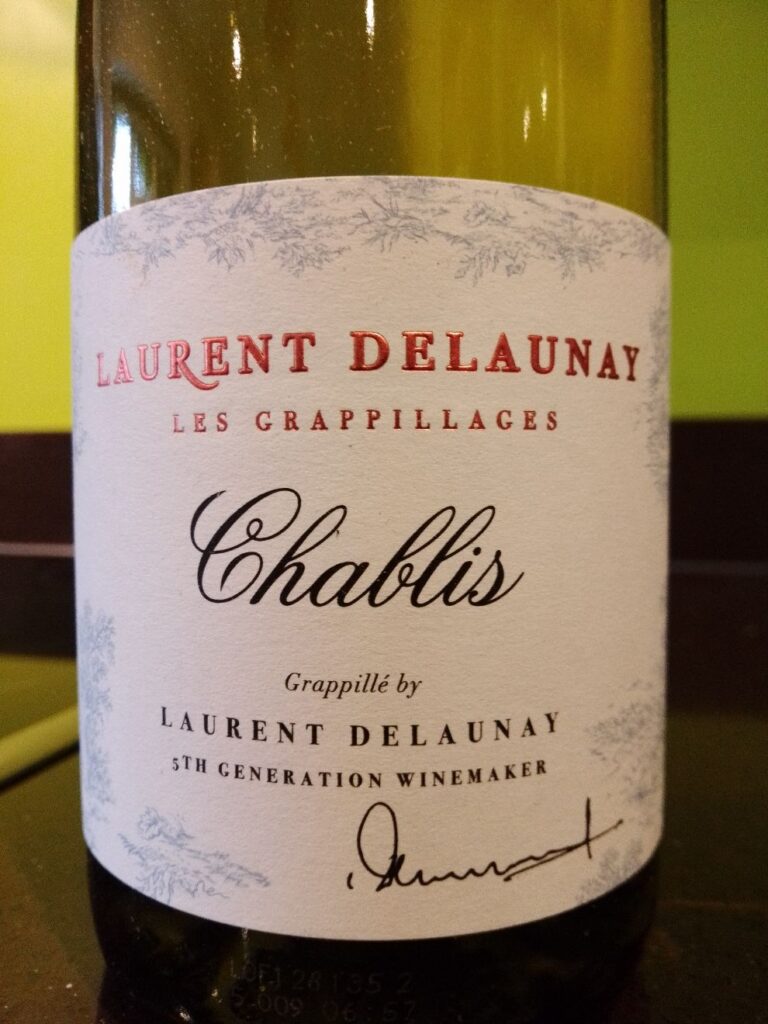 LAURENT DELAUNAY
LES GRAPPILLAGES
Chablis
Grappillé by
LAURENT DELAUNAY
5TH GENERATION WINEMAKER